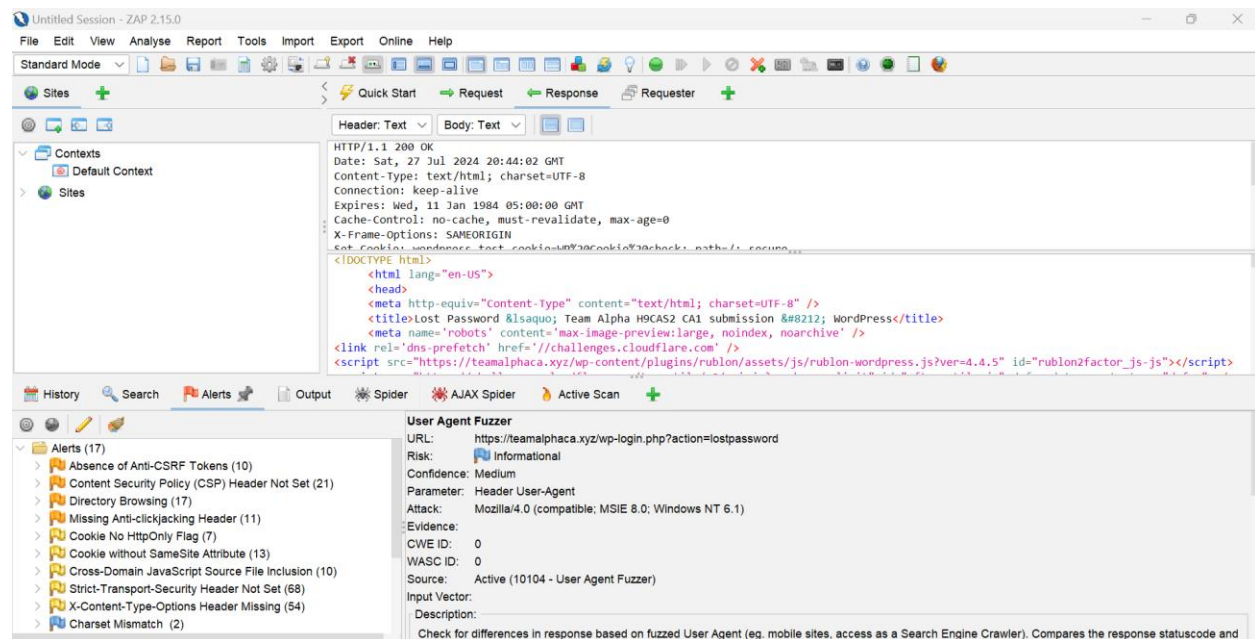 Untitled Session - ZAP 2.15.0
File Edit View Analyse Report Tools Import Export Online Help
Standard Mode
Sites
Quick Start Request Response Requester
Header: Text Body: Text
Contexts
Default Context
Sites
HTTP/1.1 200 OK
Date: Sat, 27 Jul 2024 20:44:02 GMT
Content-Type: text/html; charset=UTF-8
Connection: keep-alive
Expires: Wed, 11 Jan 1984 05:00:00 GMT
Cache-Control: no-cache, must-revalidate, max-age=0
X-Frame-Options: SAMEORIGIN
Set-Cookie: wordpress_test_cookie=WP%20Cookie%20check; path=/; secure
<!DOCTYPE html>
<html lang="en-US">
<head>
<meta http-equiv="Content-Type" content="text/html; charset=UTF-8" />
<title>Lost Password &lsaquo; Team Alpha H9CAS2 CA1 submission &#8212; WordPress</title>
<meta name='robots' content='max-image-preview:large, noindex, noarchive' />
<link rel='dns-prefetch' href='//challenges.cloudflare.com' />
<script src="https://teamalphaca.xyz/wp-content/plugins/rublon/assets/js/rublon-wordpress.js?ver=4.4.5" id="rublon2factor_js-js"></script>
History Search Alerts Output Spider AJAX Spider Active Scan
Alerts (17)
Absence of Anti-CSRF Tokens (10)
Content Security Policy (CSP) Header Not Set (21)
Directory Browsing (17)
Missing Anti-clickjacking Header (11)
Cookie No HttpOnly Flag (7)
Cookie without SameSite Attribute (13)
Cross-Domain JavaScript Source File Inclusion (10)
Strict-Transport-Security Header Not Set (68)
X-Content-Type-Options Header Missing (54)
Charset Mismatch (2)
User Agent Fuzzer
URL: https://teamalphaca.xyz/wp-login.php?action=lostpassword
Risk: Informational
Confidence: Medium
Parameter: Header User-Agent
Attack: Mozilla/4.0 (compatible; MSIE 8.0; Windows NT 6.1)
Evidence:
CWE ID: 0
WASC ID: 0
Source: Active (10104 - User Agent Fuzzer)
Input Vector:
Description:
Check for differences in response based on fuzzed User Agent (eg. mobile sites, access as a Search Engine Crawler). Compares the response statuscode and